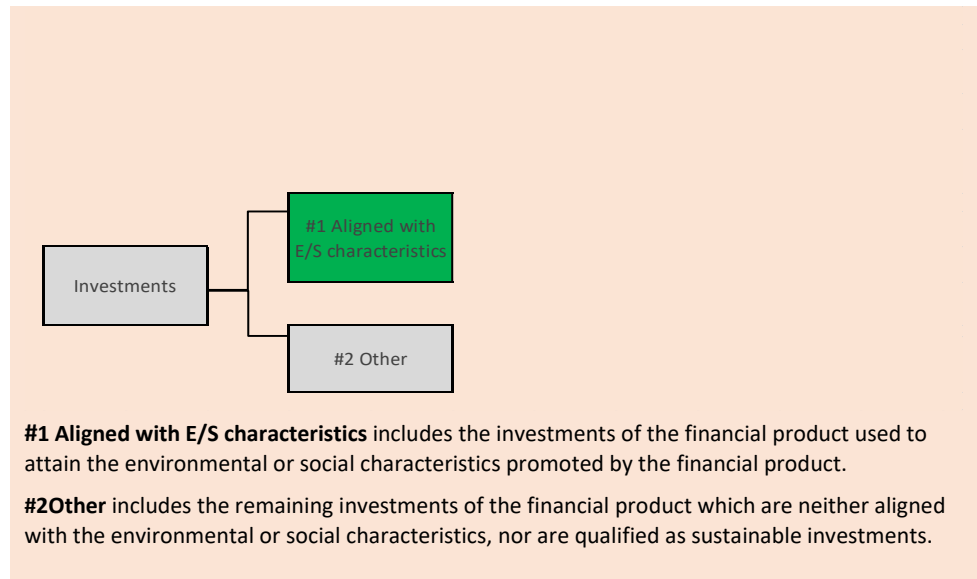 #1 Aligned with
E/S characteristics
Investments
#2 Other
#1 Aligned with E/S characteristics includes the investments of the financial product used to
attain the environmental or social characteristics promoted by the financial product.
#2Other includes the remaining investments of the financial product which are neither aligned
with the environmental or social characteristics, nor are qualified as sustainable investments.